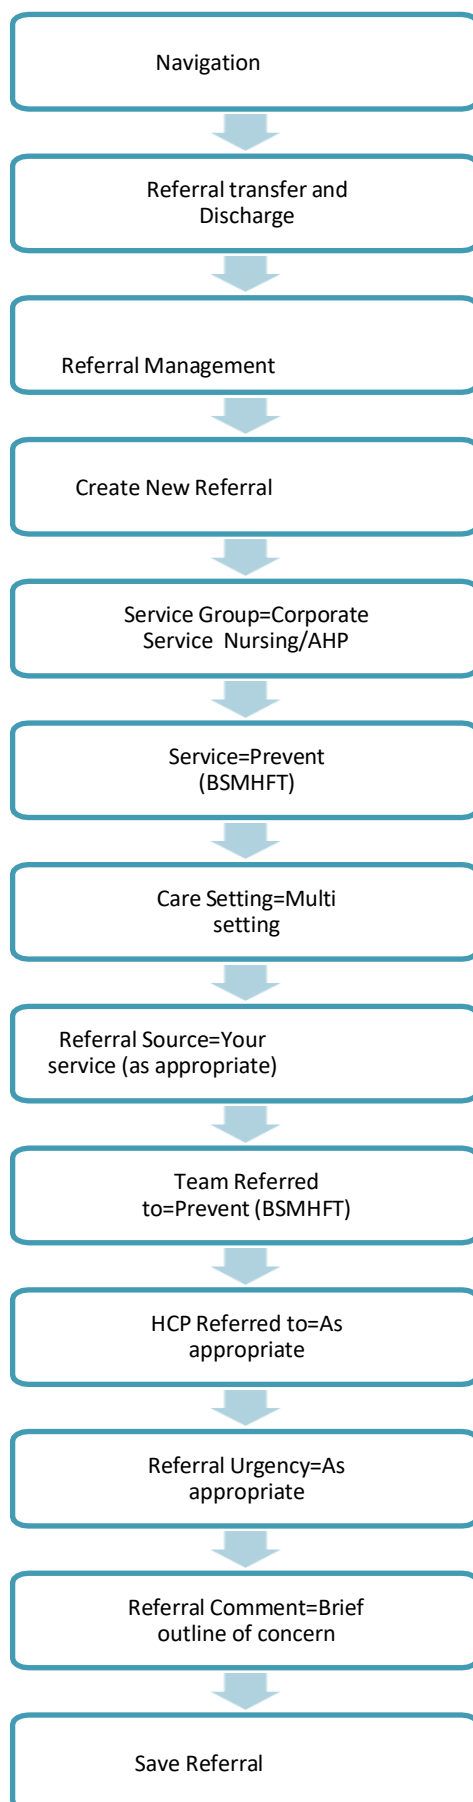 Navigation
Referral transfer and
Discharge
Referral Management
Create New Referral
Service Group=Corporate
Service Nursing/AHP
Service=Prevent
(BSMHFT)
Care Setting=Multi
setting
Referral Source=Your
service (as appropriate)
Team Referred
to=Prevent (BSMHFT)
HCP Referred to=As
appropriate
Referral Urgency=As
appropriate
Referral Comment=Brief
outline of concern
Save Referral